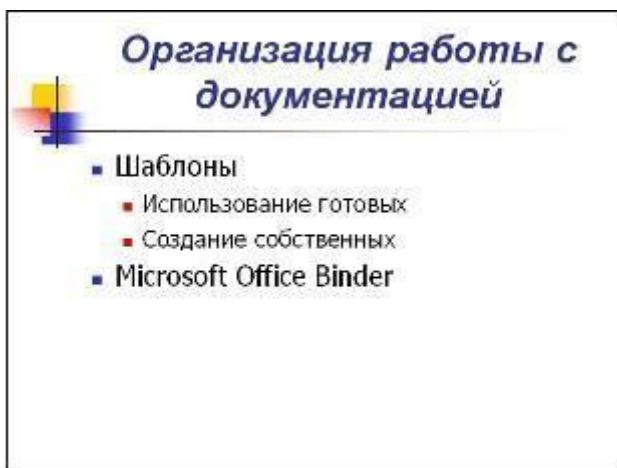 Организация работы с
документацией
Шаблоны
Использование готовых
Создание собственных
Microsoft Office Binder